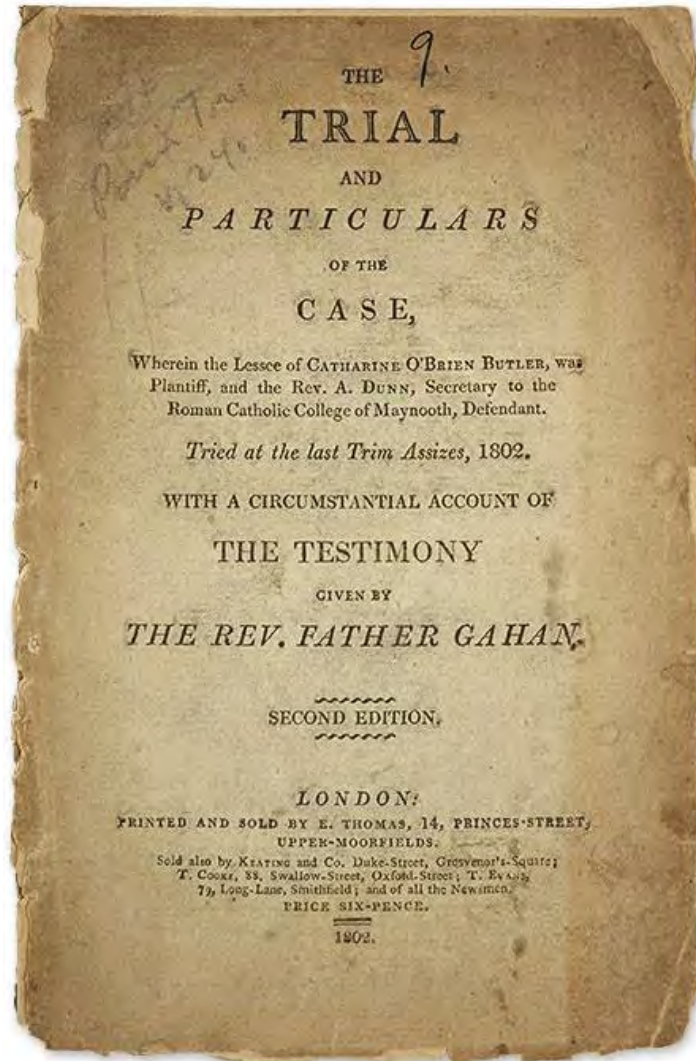 9.
THE
TRIAL
AND
PARTICULARS
OF THE
CASE,
Wherein the Lessee of CATHARINE O'BRIEN BUTLER, was
Plantiff, and the Rev. A. DUNN, Secretary to the
Roman Catholic College of Maynooth, Defendant.
Tried at the last Trim Assizes, 1802.
WITH A CIRCUMSTANTIAL ACCOUNT OF
THE TESTIMONY
GIVEN BY
THE REV. FATHER GAHAN.
SECOND EDITION.
LONDON:
PRINTED AND SOLD BY E. THOMAS, 14, PRINCES-STREET,
UPPER-MOORFIELDS.
Sold also by KEATING and Co. Duke-Street, Grosvenor's-Square;
T. COOKE, 88, Swallow-Street, Oxford-Street; T. EVANS,
79, Long-Lane, Smithfield; and of all the Newsmen.
PRICE SIX-PENCE.
1802.